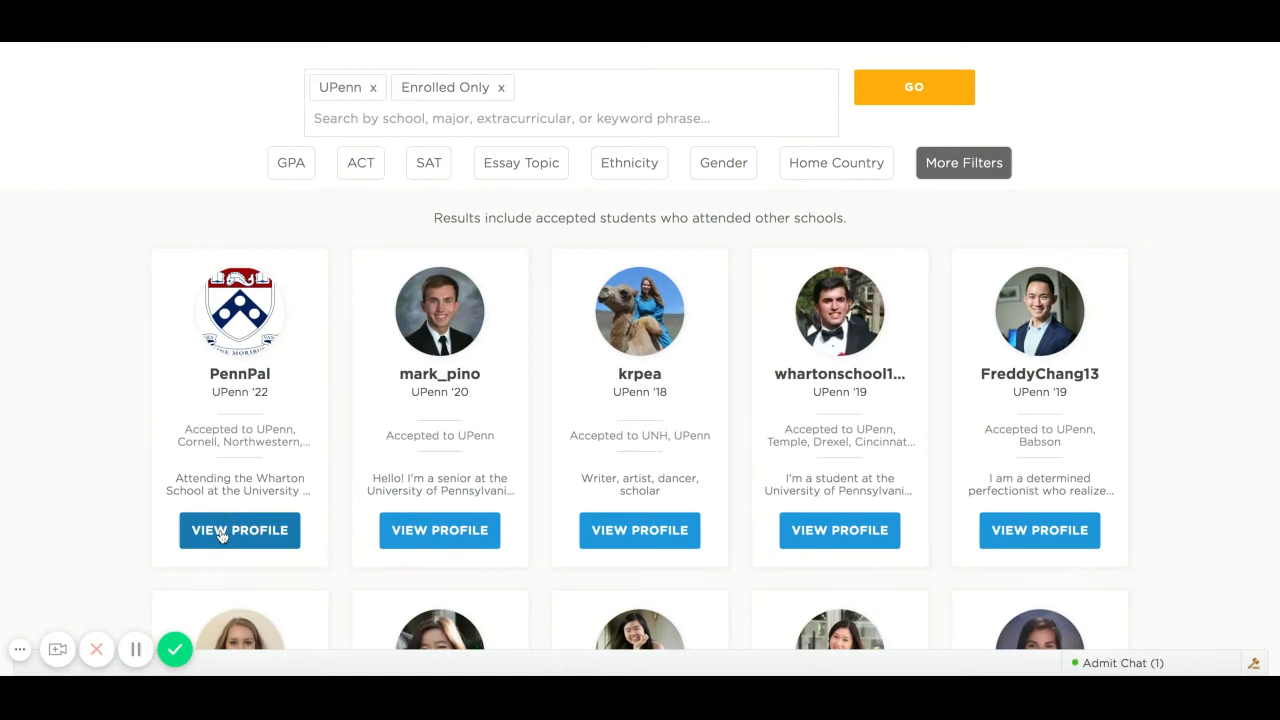 UPenn x Enrolled Only x
GO
Search by school, major, extracurricular, or keyword phrase...
GPA ACT SAT Essay Topic Ethnicity Gender Home Country More Filters
Results include accepted students who attended other schools.
PennPal
UPenn ‘22
Accepted to UPenn,
Cornell, Northwestern,...
Attending the Wharton
School at the University ...
VIEW PROFILE
mark_pino
UPenn ‘20
Accepted to UPenn
Hello! I'm a senior at the
University of Pennsylvani...
VIEW PROFILE
krpea
UPenn ‘18
Accepted to UNH, UPenn
Writer, artist, dancer,
scholar
VIEW PROFILE
whartonschool1...
UPenn ‘19
Accepted to UPenn,
Temple, Drexel, Cincinnat...
I'm a student at the
University of Pennsylvani...
VIEW PROFILE
FreddyChang13
UPenn ‘19
Accepted to UPenn,
Babson
I am a determined
perfectionist who realize...
VIEW PROFILE
Admit Chat (1)